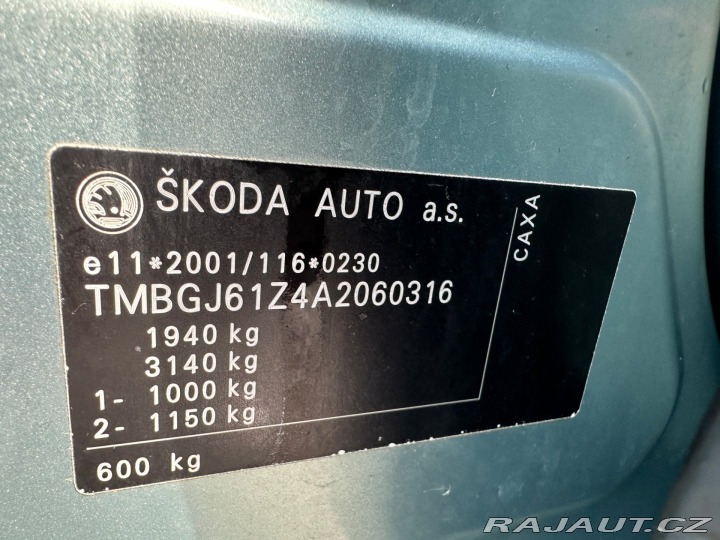 ŠKODA AUTO a.s.
e11*2001/116*0230
TMBGJ61Z4A2060316
1940 kg
3140 kg
1- 1000 kg
2- 1150 kg
600 kg
CAXA
RAJAUT.CZ